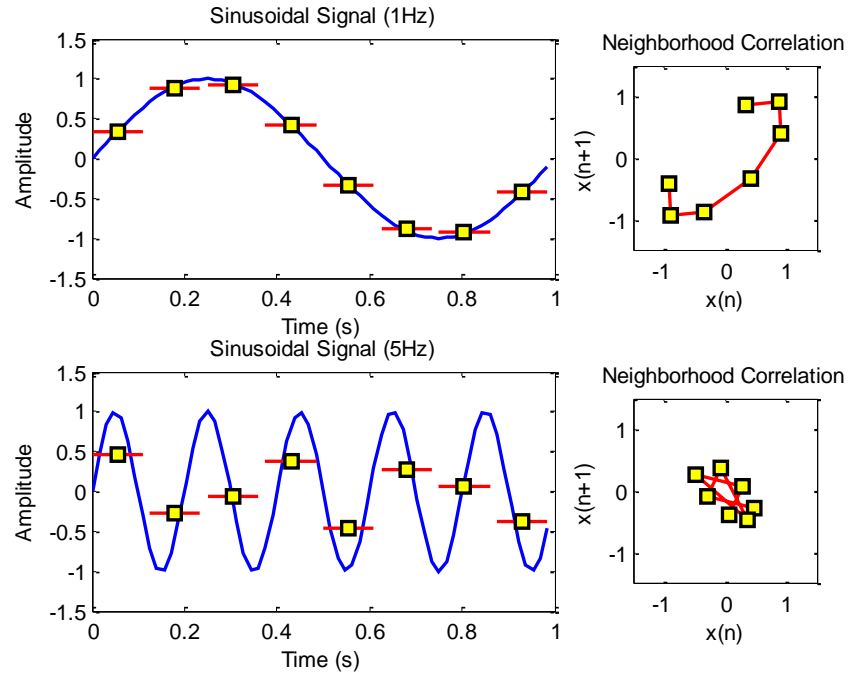 Sinusoidal Signal (1Hz)
1.5
1
0.5
0
-0.5
-1
-1.5
Amplitude
0 0.2 0.4 0.6 0.8 1
Time (s)
Neighborhood Correlation
1
0
-1
x(n+1)
-1 0 1
x(n)
Sinusoidal Signal (5Hz)
1.5
1
0.5
0
-0.5
-1
-1.5
Amplitude
0 0.2 0.4 0.6 0.8 1
Time (s)
Neighborhood Correlation
1
0
-1
x(n+1)
-1 0 1
x(n)